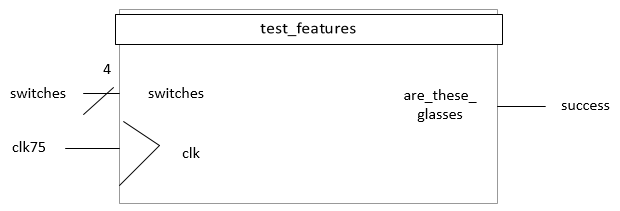 test_features
4
switches
switches
are_these_
glasses
success
clk75
clk